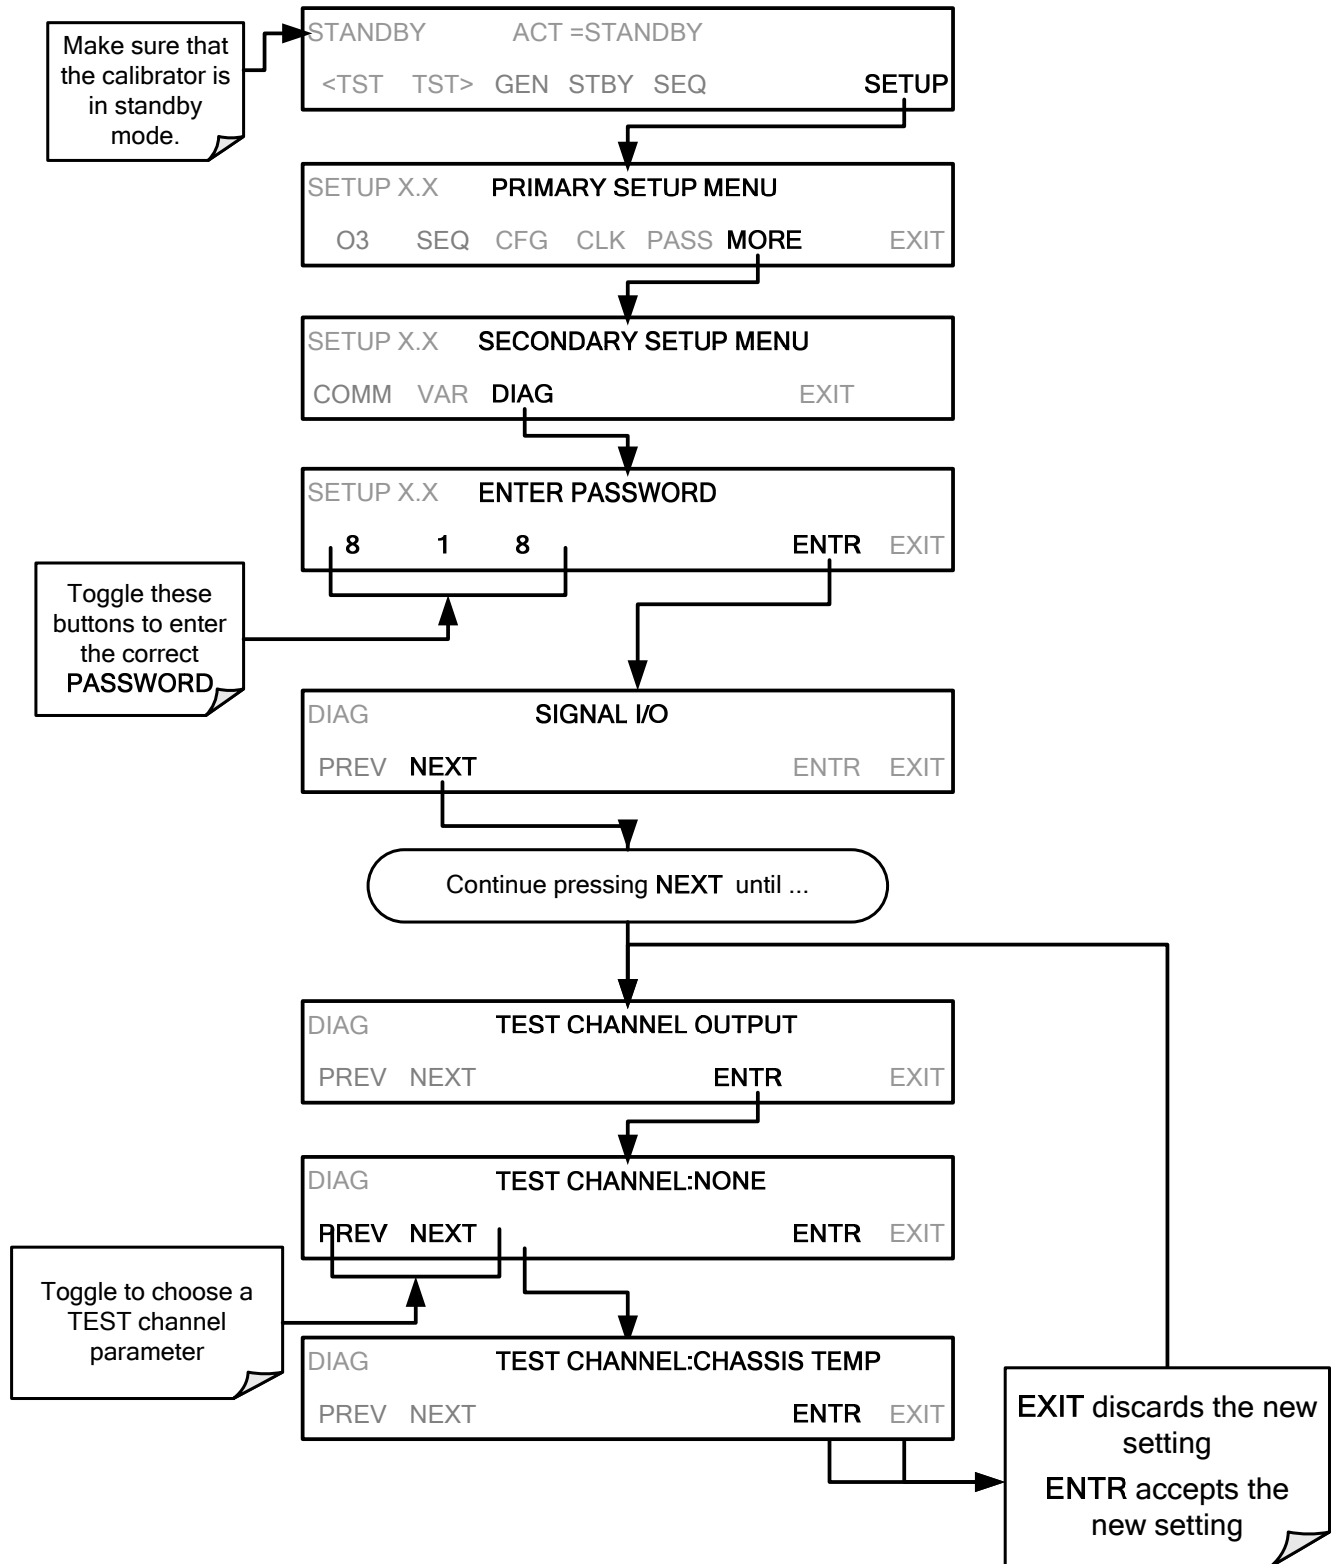 Make sure that
the calibrator is
in standby
mode.
STANDBY ACT =STANDBY
<TST TST> GEN STBY SEQ SETUP
SETUP X.X PRIMARY SETUP MENU
O3 SEQ CFG CLK PASS MORE EXIT
SETUP X.X SECONDARY SETUP MENU
COMM VAR DIAG EXIT
SETUP X.X ENTER PASSWORD
8 1 8 ENTR EXIT
Toggle these
buttons to enter
the correct
PASSWORD
DIAG SIGNAL I/O
PREV NEXT ENTR EXIT
Continue pressing NEXT until ...
DIAG TEST CHANNEL OUTPUT
PREV NEXT ENTR EXIT
DIAG TEST CHANNEL:NONE
PREV NEXT ENTR EXIT
Toggle to choose a
TEST channel
parameter
DIAG TEST CHANNEL:CHASSIS TEMP
PREV NEXT ENTR EXIT
EXIT discards the new
setting
ENTR accepts the
new setting